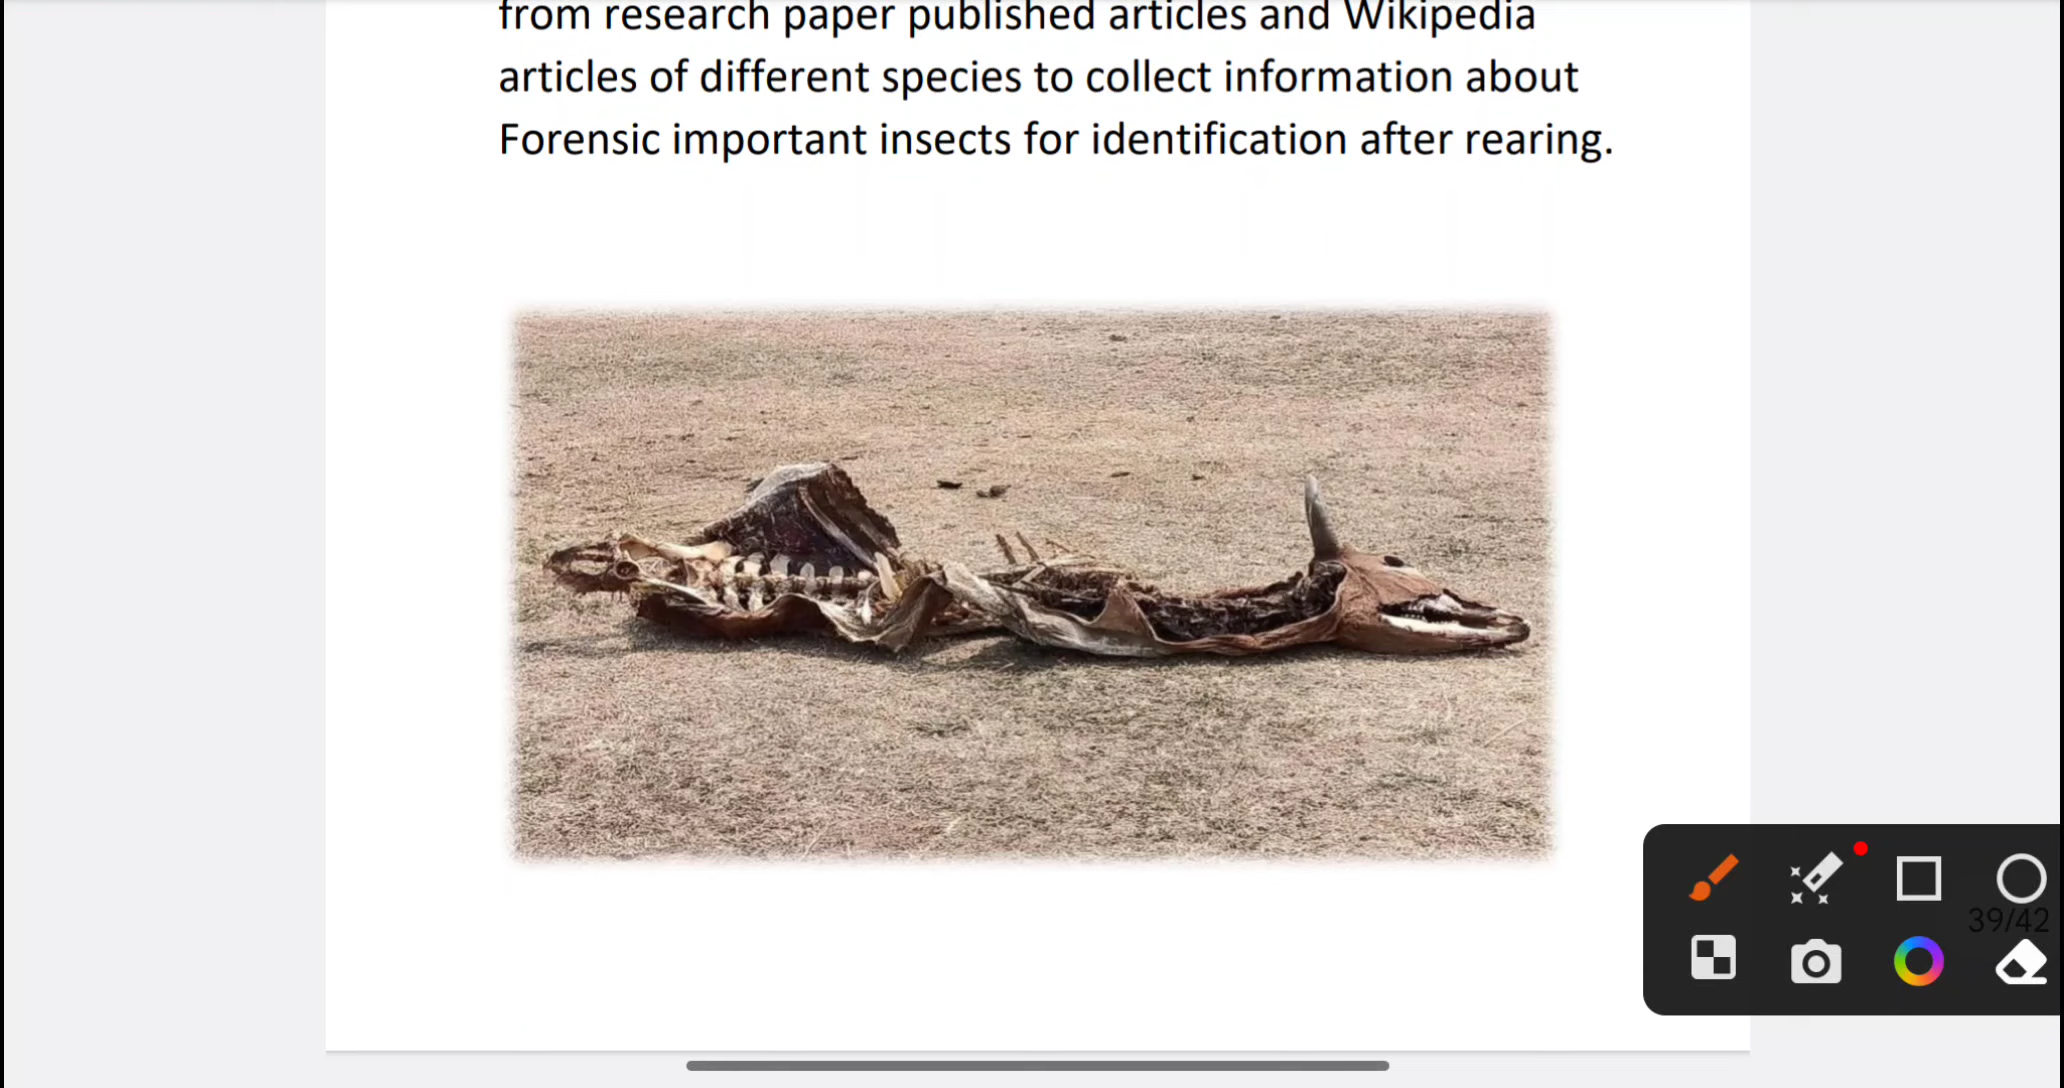 from research paper published articles and Wikipedia
articles of different species to collect information about
Forensic important insects for identification after rearing.
39/42